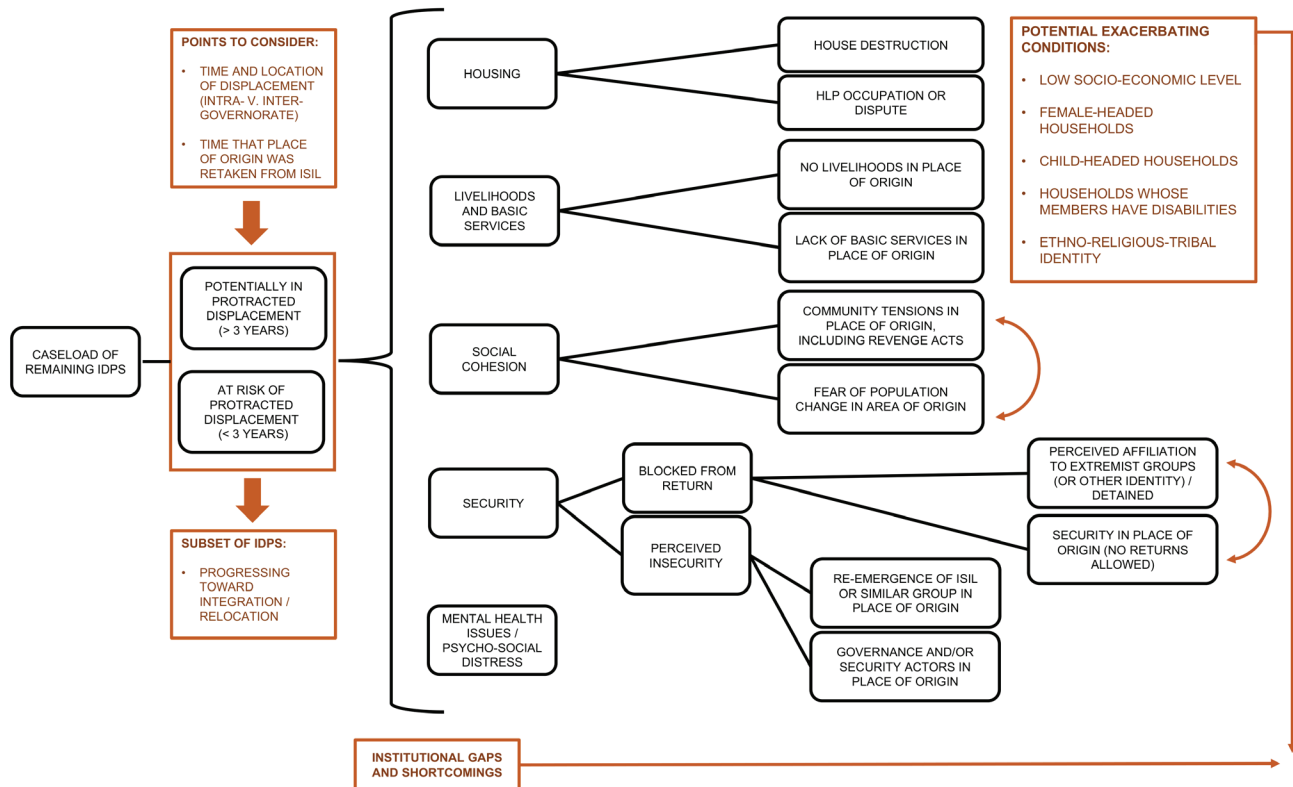 POINTS TO CONSIDER:
• TIME AND LOCATION
OF DISPLACEMENT
(INTRA- V. INTER-
GOVERNORATE)
• TIME THAT PLACE
OF ORIGIN WAS
RETAKEN FROM ISIL
CASELOAD OF
REMAINING IDPS
POTENTIALLY IN
PROTRACTED
DISPLACEMENT
(> 3 YEARS)
AT RISK OF
PROTRACTED
DISPLACEMENT
(< 3 YEARS)
SUBSET OF IDPS:
• PROGRESSING
TOWARD
INTEGRATION /
RELOCATION
HOUSING
HOUSE DESTRUCTION
HLP OCCUPATION OR
DISPUTE
LIVELIHOODS
AND BASIC
SERVICES
NO LIVELIHOODS IN PLACE
OF ORIGIN
LACK OF BASIC SERVICES IN
PLACE OF ORIGIN
SOCIAL
COHESION
COMMUNITY TENSIONS IN
PLACE OF ORIGIN,
INCLUDING REVENGE ACTS
FEAR OF POPULATION
CHANGE IN AREA OF ORIGIN
SECURITY
BLOCKED FROM
RETURN
PERCEIVED AFFILIATION
TO EXTREMIST GROUPS
(OR OTHER IDENTITY) /
DETAINED
SECURITY IN PLACE OF
ORIGIN (NO RETURNS
ALLOWED)
PERCEIVED
INSECURITY
RE-EMERGENCE OF ISIL
OR SIMILAR GROUP IN
PLACE OF ORIGIN
GOVERNANCE AND/OR
SECURITY ACTORS IN
PLACE OF ORIGIN
MENTAL HEALTH
ISSUES /
PSYCHO-SOCIAL
DISTRESS
POTENTIAL EXACERBATING
CONDITIONS:
• LOW SOCIO-ECONOMIC LEVEL
• FEMALE-HEADED
HOUSEHOLDS
• CHILD-HEADED HOUSEHOLDS
• HOUSEHOLDS WHOSE
MEMBERS HAVE DISABILITIES
• ETHNO-RELIGIOUS-TRIBAL
IDENTITY
INSTITUTIONAL GAPS
AND SHORTCOMINGS